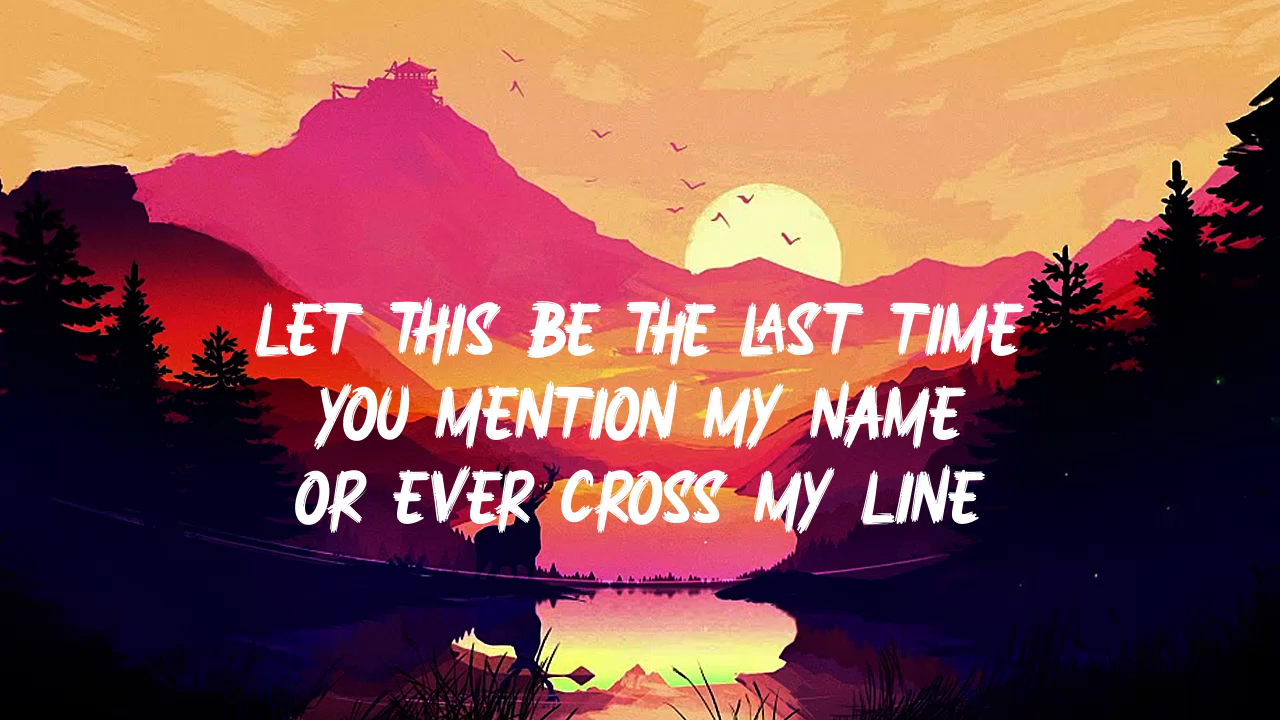 LET THIS BE THE LAST TIME
YOU MENTION MY NAME
OR EVER CROSS MY LINE